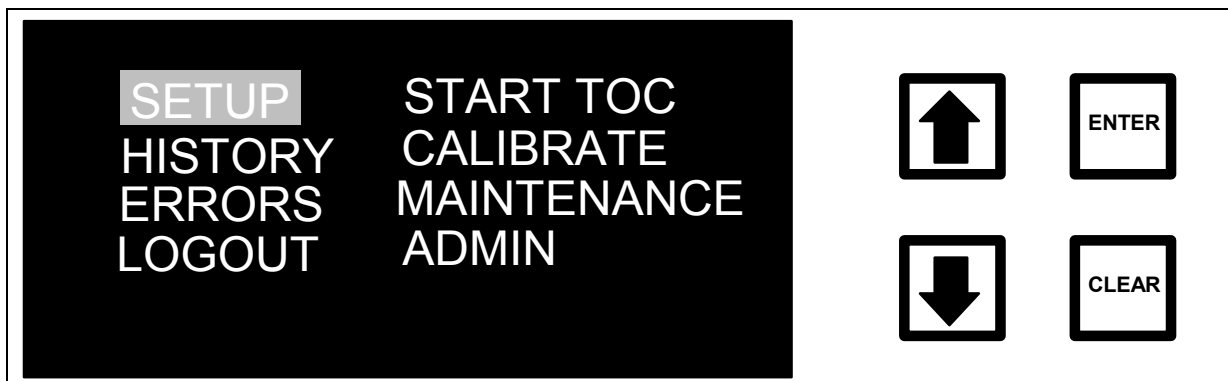 SETUP
HISTORY
ERRORS
LOGOUT
START TOC
CALIBRATE
MAINTENANCE
ADMIN
ENTER
CLEAR